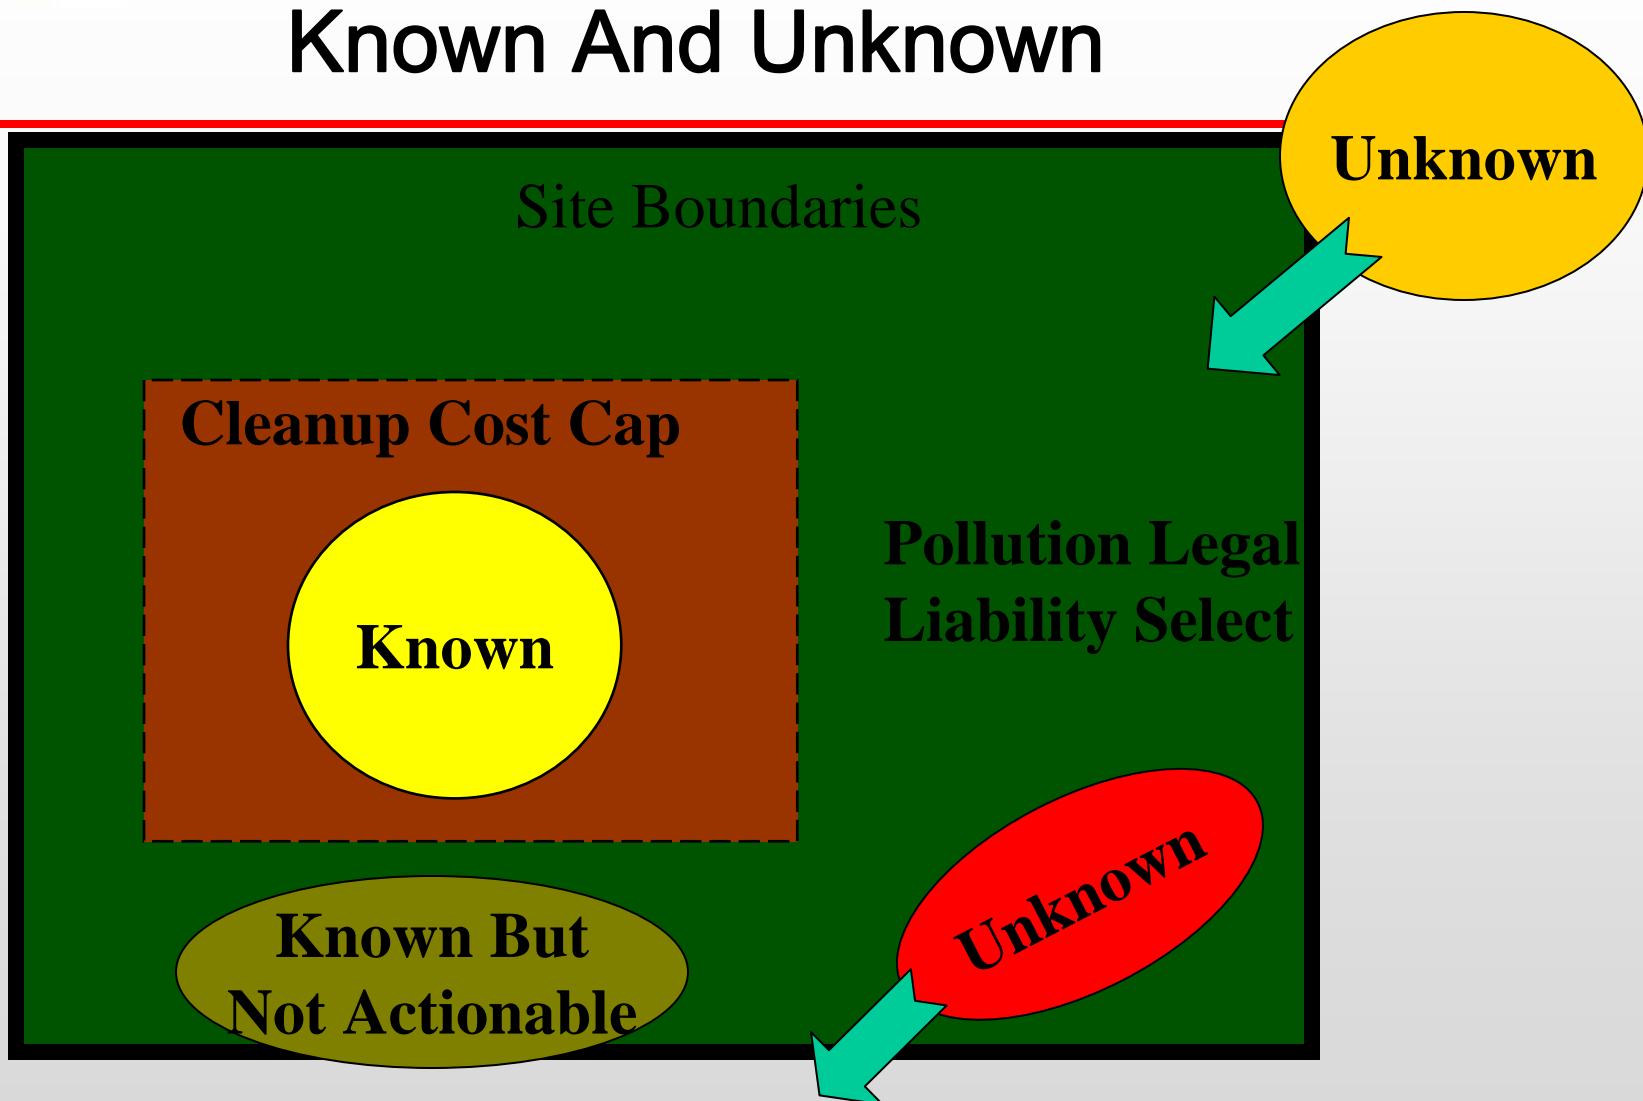 Known And Unknown
Unknown
Site Boundaries
Cleanup Cost Cap
Pollution Legal
Liability Select
Known
Unknown
Known But
Not Actionable